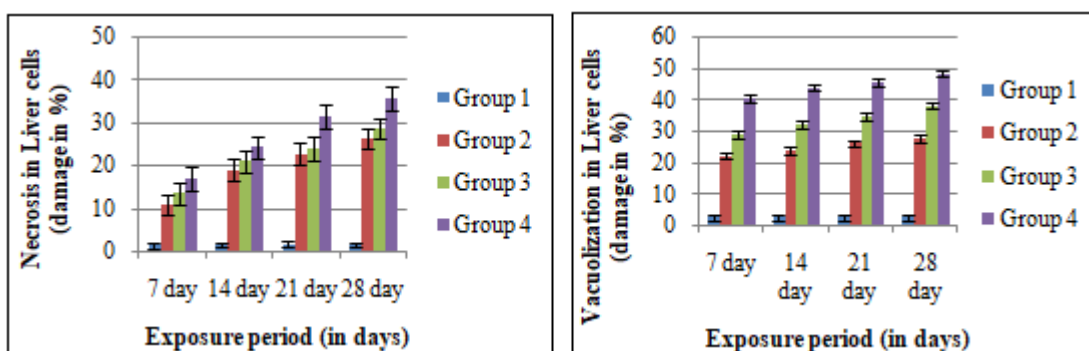 Necrosis in Liver cells
(damage in %)
50
40
30
20
10
0
7 day 14 day 21 day 28 day
Exposure period (in days)
Group 1
Group 2
Group 3
Group 4
Vacuolization in Liver cells
(damage in %)
60
50
40
30
20
10
0
7 day 14 21 28
day day day
Exposure period (in days)
Group 1
Group 2
Group 3
Group 4